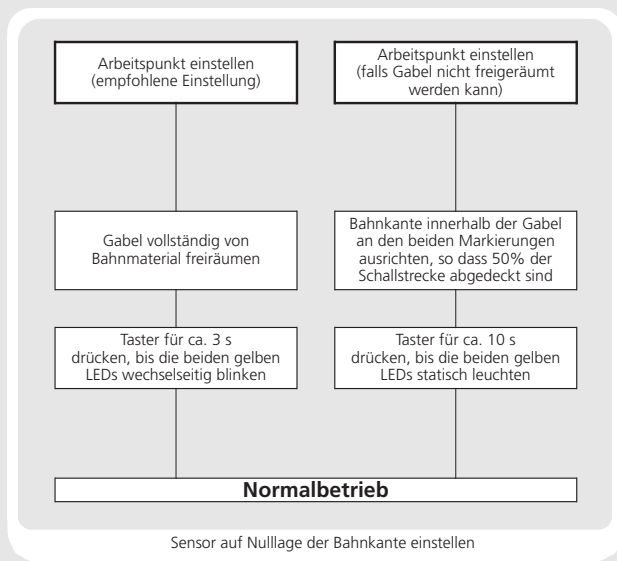 Arbeitspunkt einstellen
(empfohlene Einstellung)
Arbeitspunkt einstellen
(falls Gabel nicht freigeräumt
werden kann)
Gabel vollständig von
Bahnmaterial freiräumen
Bahnkante innerhalb der Gabel
an den beiden Markierungen
ausrichten, so dass 50% der
Schallstrecke abgedeckt sind
Taster für ca. 3 s
drücken, bis die beiden gelben
LEDs wechselseitig blinken
Taster für ca. 10 s
drücken, bis die beiden gelben
LEDs statisch leuchten
Normalbetrieb
Sensor auf Nulllage der Bahnkante einstellen